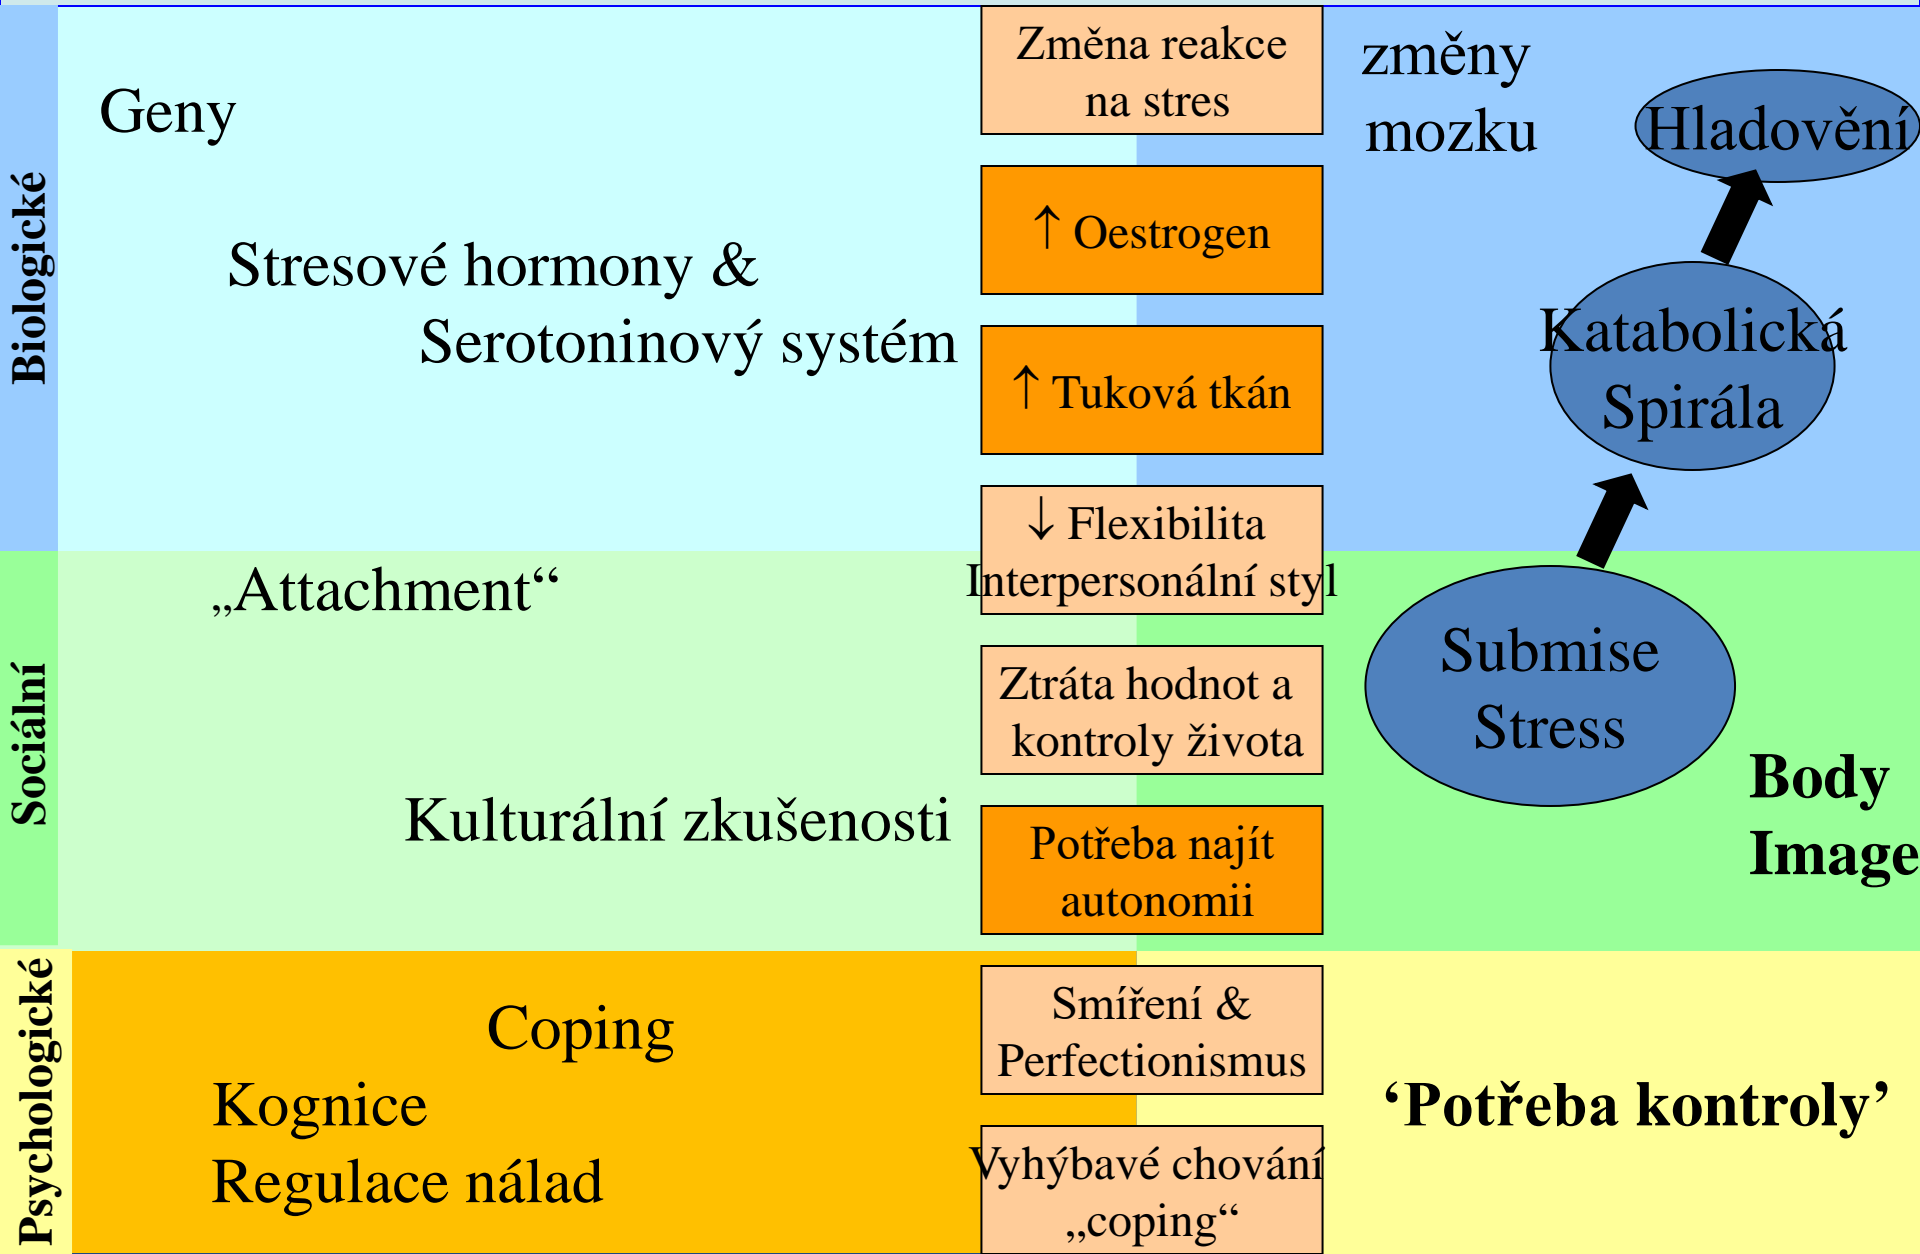 Biologické
Geny
Stresové hormony &
Serotoninový systém
Změna reakce
na stres
↑ Oestrogen
↑ Tuková tkán
↓ Flexibilita
Interpersonální styl
změny
mozku
Hladovění
Katabolická
Spirála
Sociální
„Attachment“
Kulturální zkušenosti
Ztráta hodnot a
kontroly života
Potřeba najít
autonomii
Submise
Stress
Body
Image
Psychologické
Coping
Kognice
Regulace nálad
Smíření &
Perfectionismus
Vyhýbavé chování
„coping“
‘Potřeba kontroly’